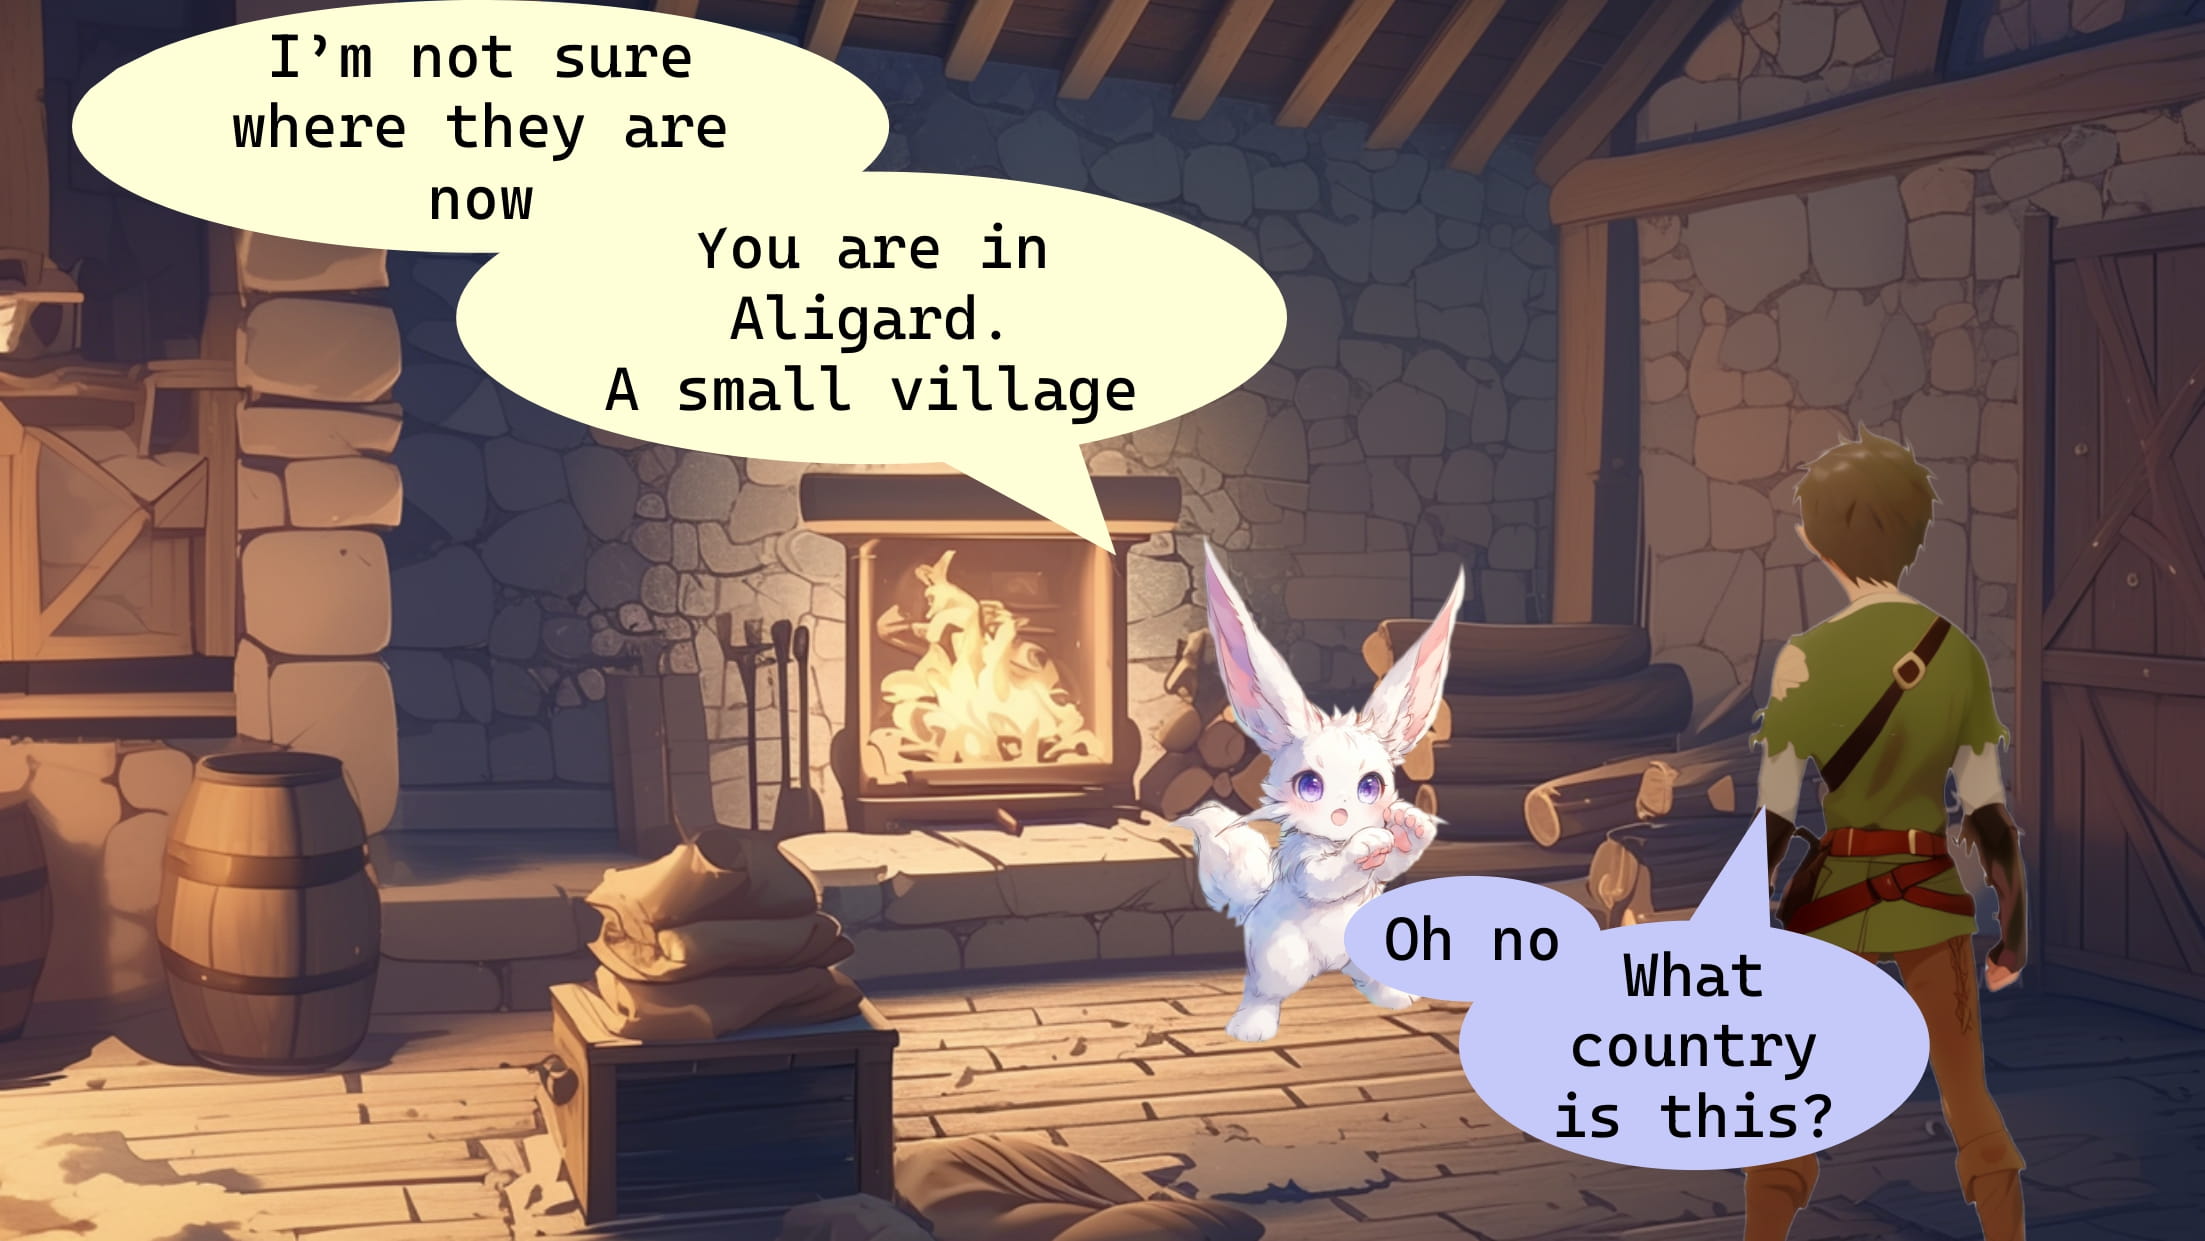 I’m not sure
where they are
now
You are in
Aligard.
A small village
Oh no
What
country
is this?